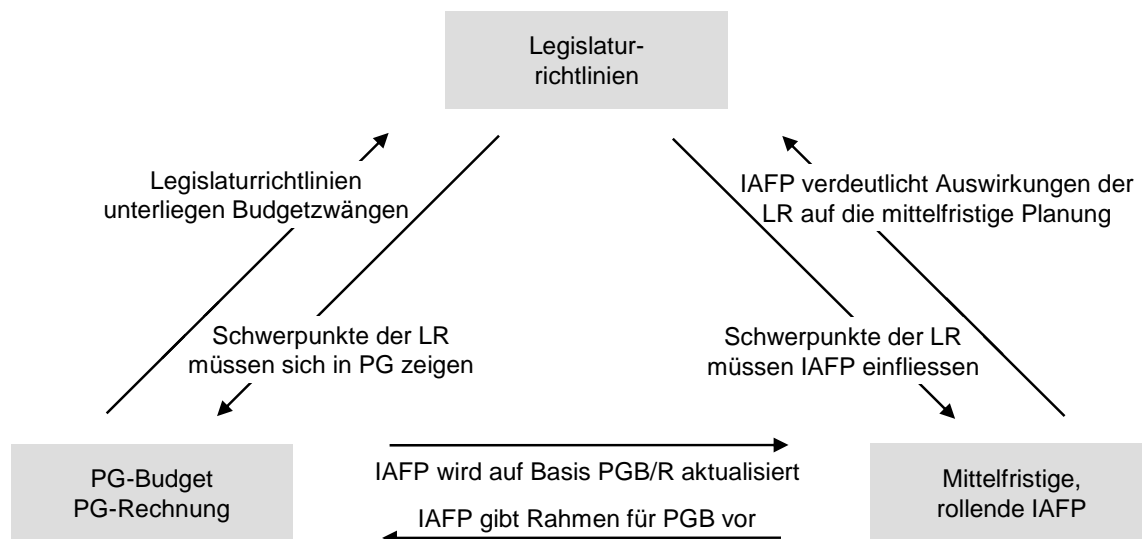 Legislatur-
richtlinien
Legislaturrichtlinien
unterliegen Budgetzwängen
IAFP verdeutlicht Auswirkungen der
LR auf die mittelfristige Planung
Schwerpunkte der LR
müssen sich in PG zeigen
Schwerpunkte der LR
müssen IAFP einfliessen
PG-Budget
PG-Rechnung
IAFP wird auf Basis PGB/R aktualisiert
IAFP gibt Rahmen für PGB vor
Mittelfristige,
rollende IAFP